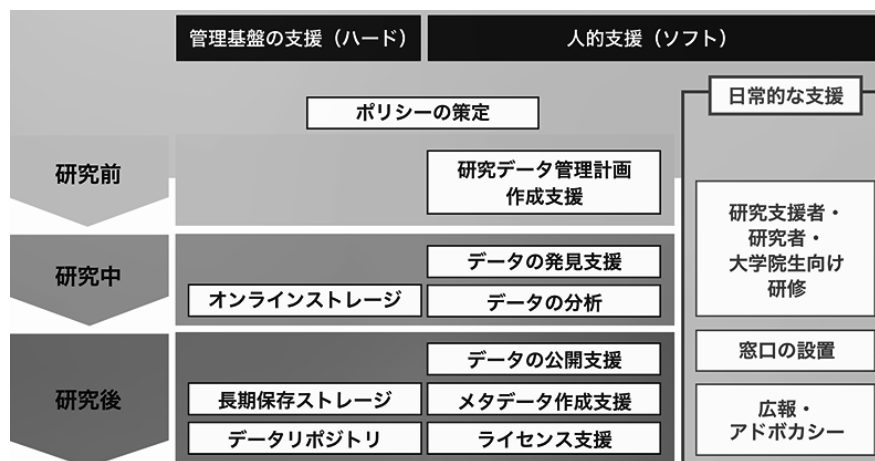 管理基盤の支援（ハード）
人的支援（ソフト）
日常的な支援
ポリシーの策定
研究前
研究データ管理計画
作成支援
研究支援者・
研究者・
大学院生向け
研修
研究中
データの発見支援
オンラインストレージ
データの分析
窓口の設置
研究後
データの公開支援
長期保存ストレージ
メタデータ作成支援
広報・
アドボカシー
データリポジトリ
ライセンス支援